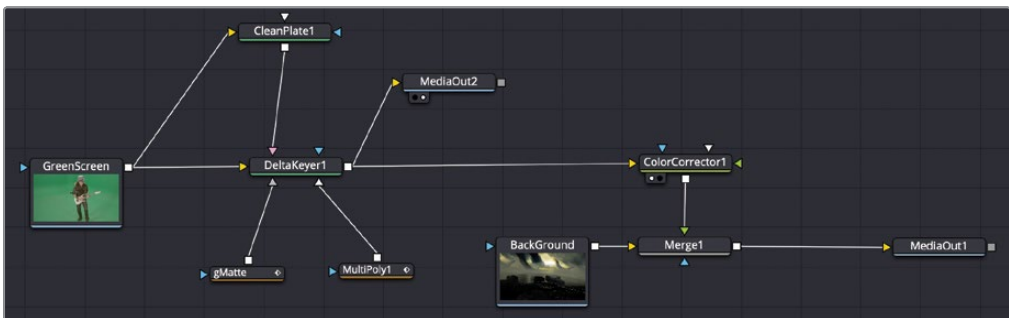 CleanPlate1
MediaOut2
GreenScreen
DeltaKeyer1
ColorCorrector1
BackGround
Merge1
MediaOut1
gMatte
MultiPoly1